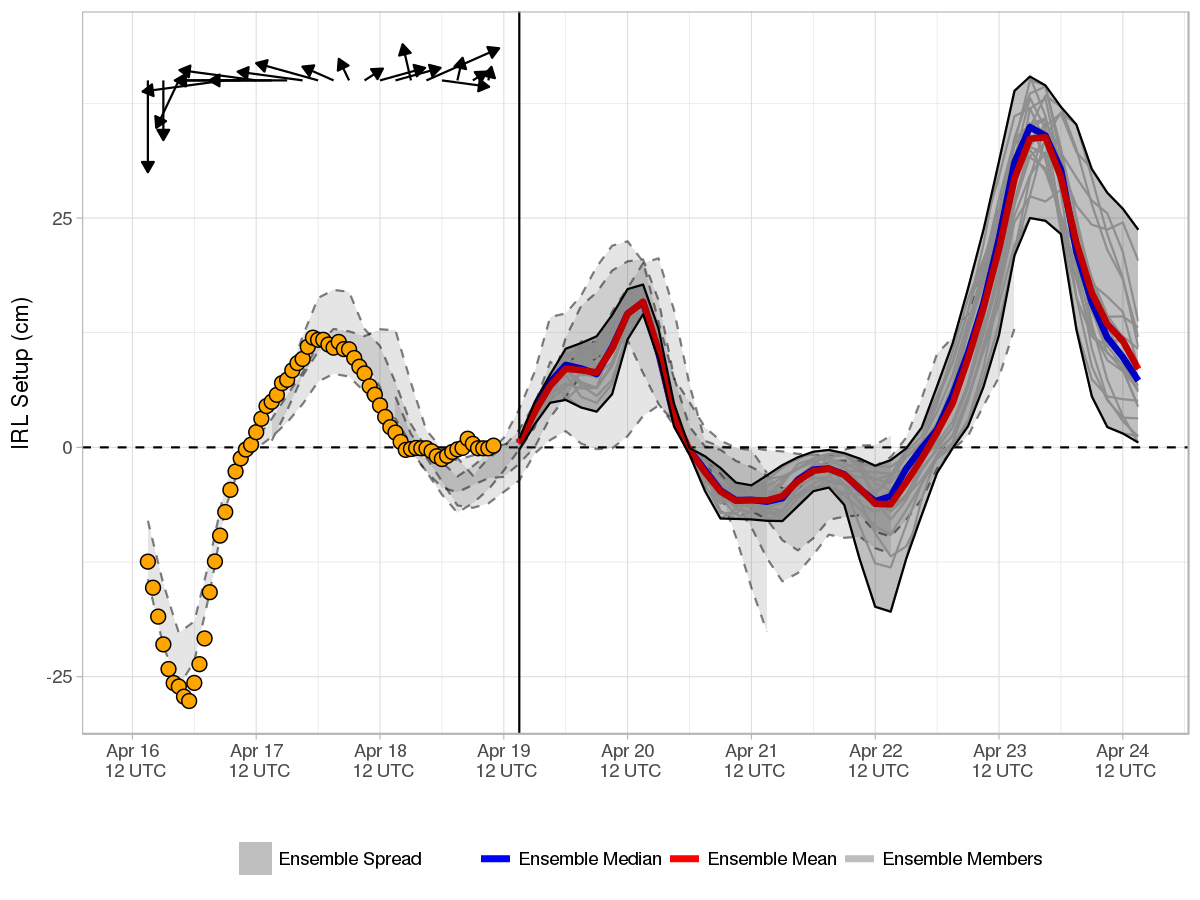 IRL Setup (cm)
25
0
-25
Apr 16 Apr 17 Apr 18 Apr 19 Apr 20 Apr 21 Apr 22 Apr 23 Apr 24
12 UTC 12 UTC 12 UTC 12 UTC 12 UTC 12 UTC 12 UTC 12 UTC 12 UTC
Ensemble Spread Ensemble Median Ensemble Mean Ensemble Members